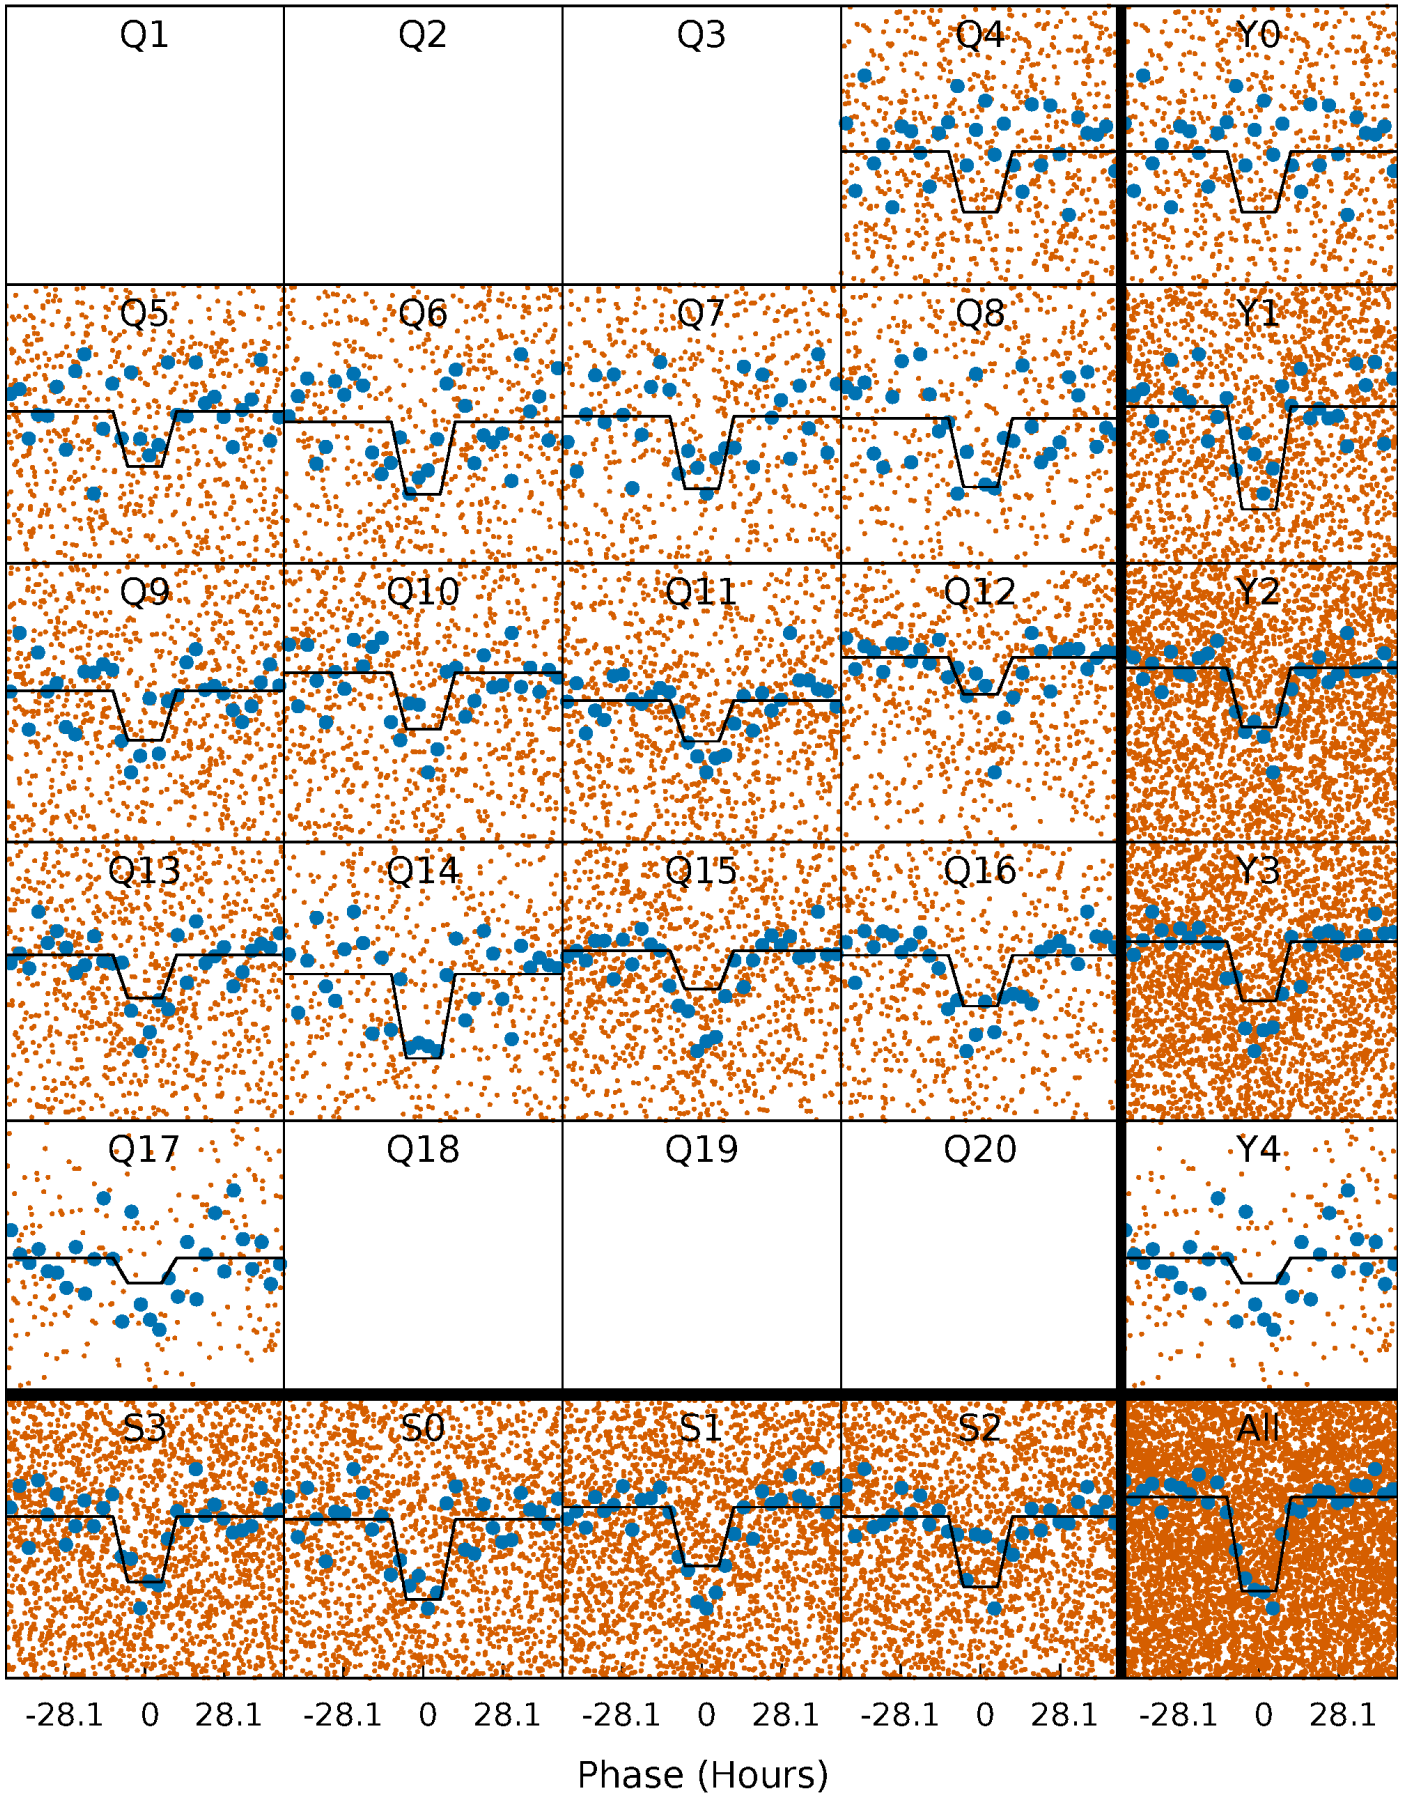 Q1 Q2 Q3 Q4 Y0
Q5 Q6 Q7 Q8 Y1
Q9 Q10 Q11 Q12 Y2
Q13 Q14 Q15 Q16 Y3
Q17 Q18 Q19 Q20 Y4
S3 S0 S1 S2 All
-28.1 0 28.1 -28.1 0 28.1 -28.1 0 28.1 -28.1 0 28.1 -28.1 0 28.1
Phase (Hours)